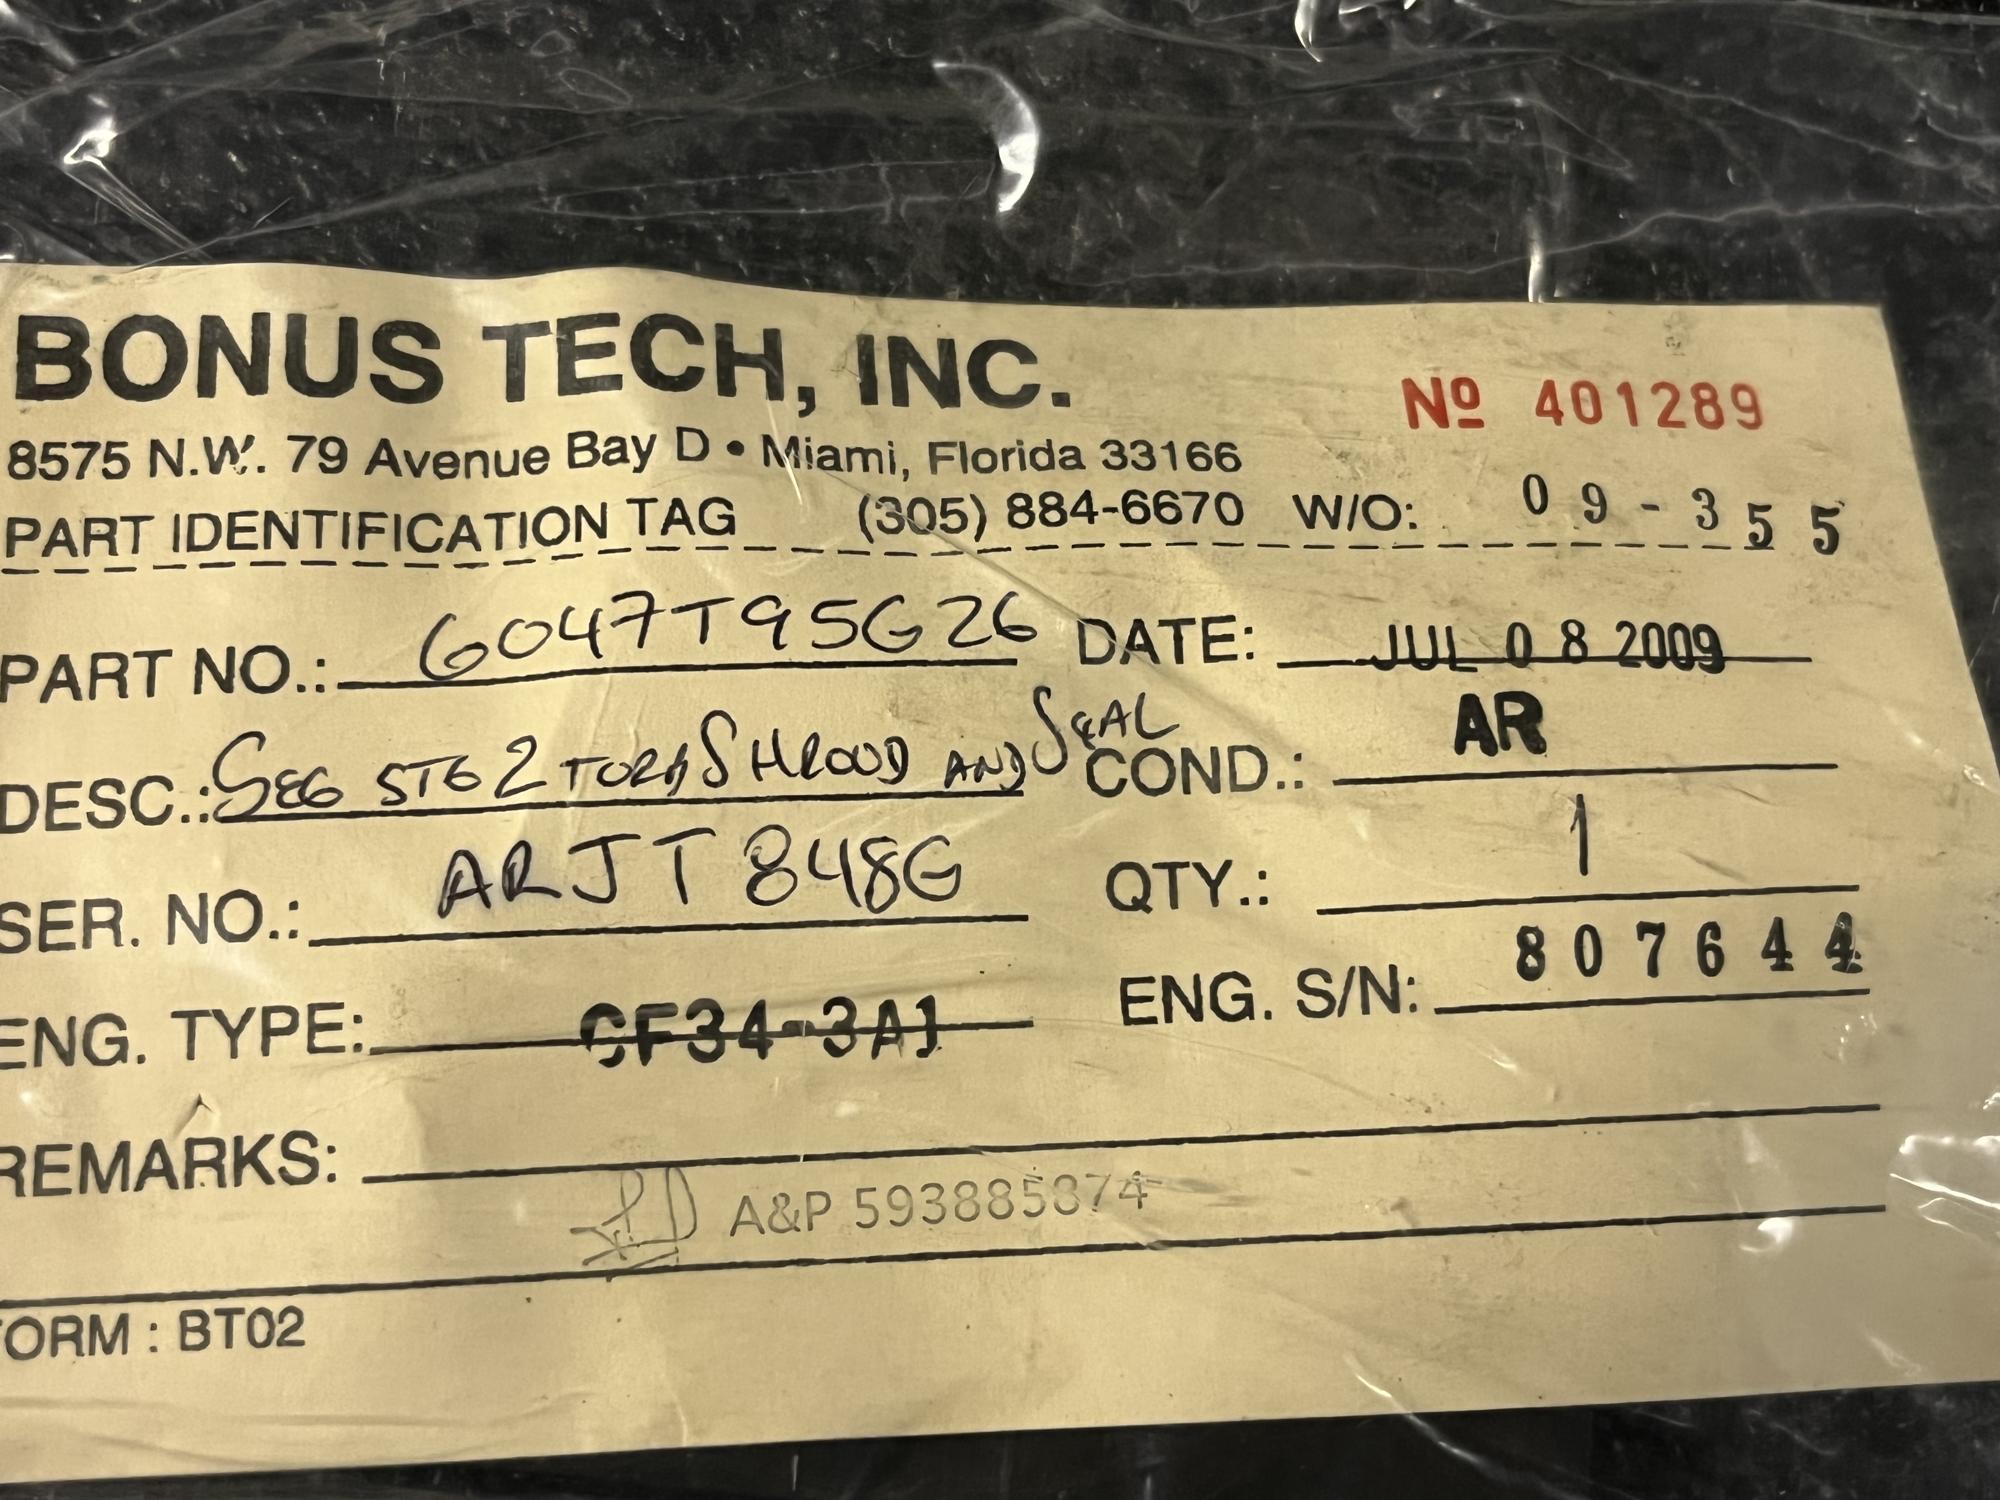 BONUS TECH, INC.
Nº 401289
8575 N.W. 79 Avenue Bay D • Miami, Florida 33166
PART IDENTIFICATION TAG (305) 884-6670 W/O: 09-355
PART NO.: 6047T95G26 DATE: JUL 08 2009
DESC.: SEG STG 2 SHROUD AND SEAL COND.: AR
SER. NO.: ARJT848G QTY.: 1
ENG. TYPE: CF34-3A1 ENG. S/N: 807644
REMARKS:
A&P 593885874
FORM : BT02